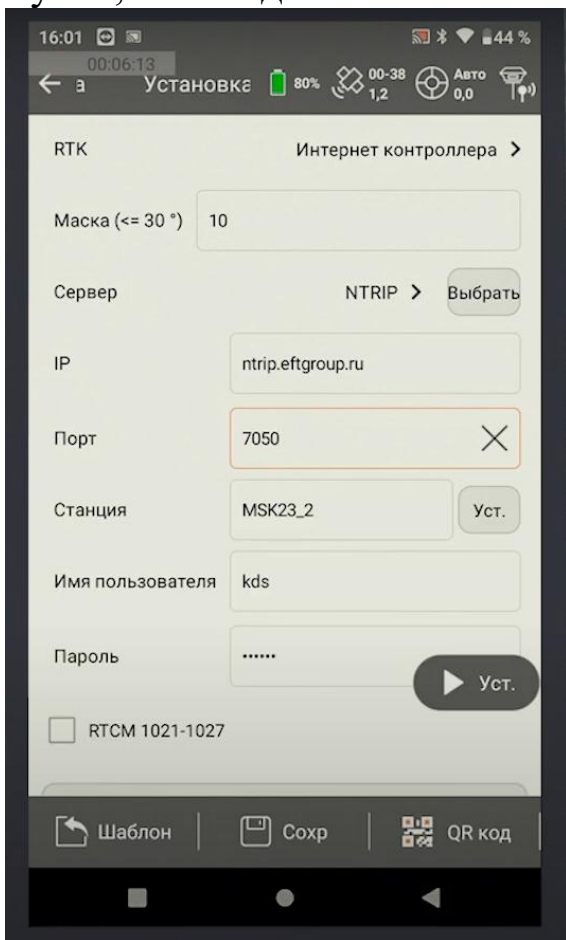 16:01 44 %
00:06:13
а Установка 80% 00-38 1,2 Авто 0,0
RTK Интернет контроллера >
Маска (<= 30 °) 10
Сервер NTRIP > Выбрать
IP ntrip.eftgroup.ru
Порт 7050
Станция MSK23_2 Уст.
Имя пользователя kds
Пароль ······
Уст.
RTCM 1021-1027
Шаблон Сохр QR код